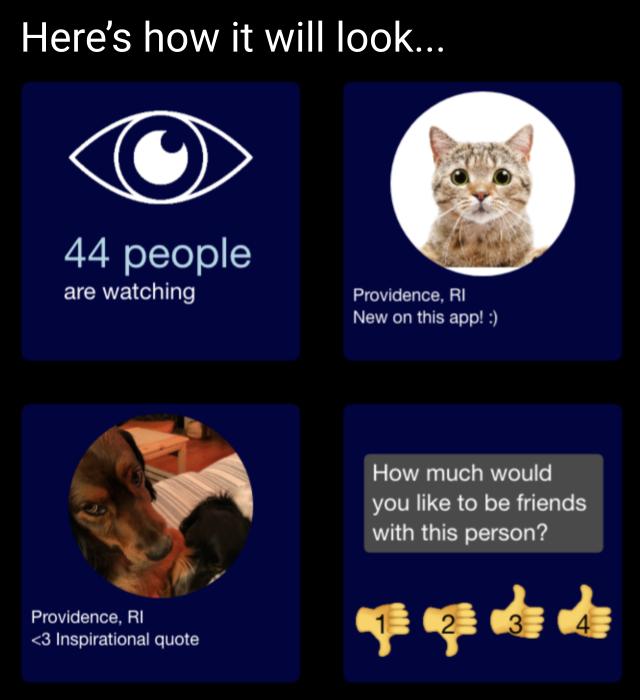 Here’s how it will look...
44 people
are watching
Providence, RI
New on this app! :)
Providence, RI
<3 Inspirational quote
How much would
you like to be friends
with this person?
1 2 3 4